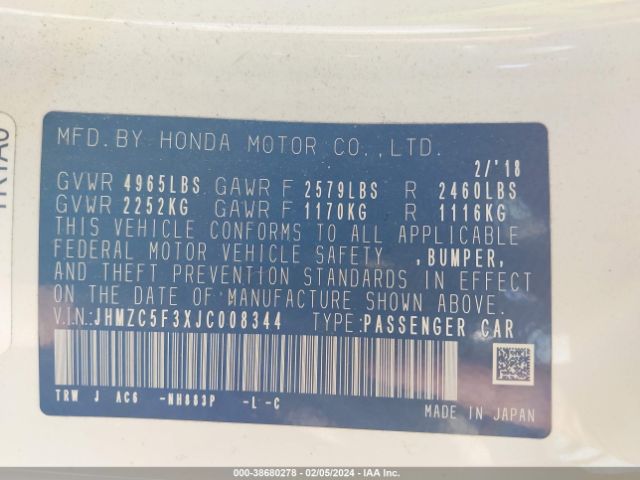 MFD. BY HONDA MOTOR CO., LTD.
2/'18
GVWR 4965LBS GAWR F 2579LBS R 2460LBS
GVWR 2252KG GAWR F 1170KG R 1116KG
THIS VEHICLE CONFORMS TO ALL APPLICABLE
FEDERAL MOTOR VEHICLE SAFETY ,BUMPER,
AND THEFT PREVENTION STANDARDS IN EFFECT
ON THE DATE OF MANUFACTURE SHOWN ABOVE.
V.IN:JHMZC5F3XJC008344 TYPE:PASSENGER CAR
TRW J AC6 -NH883P -L -C
MADE IN JAPAN
000-38680278 - 02/05/2024 - IAA Inc.